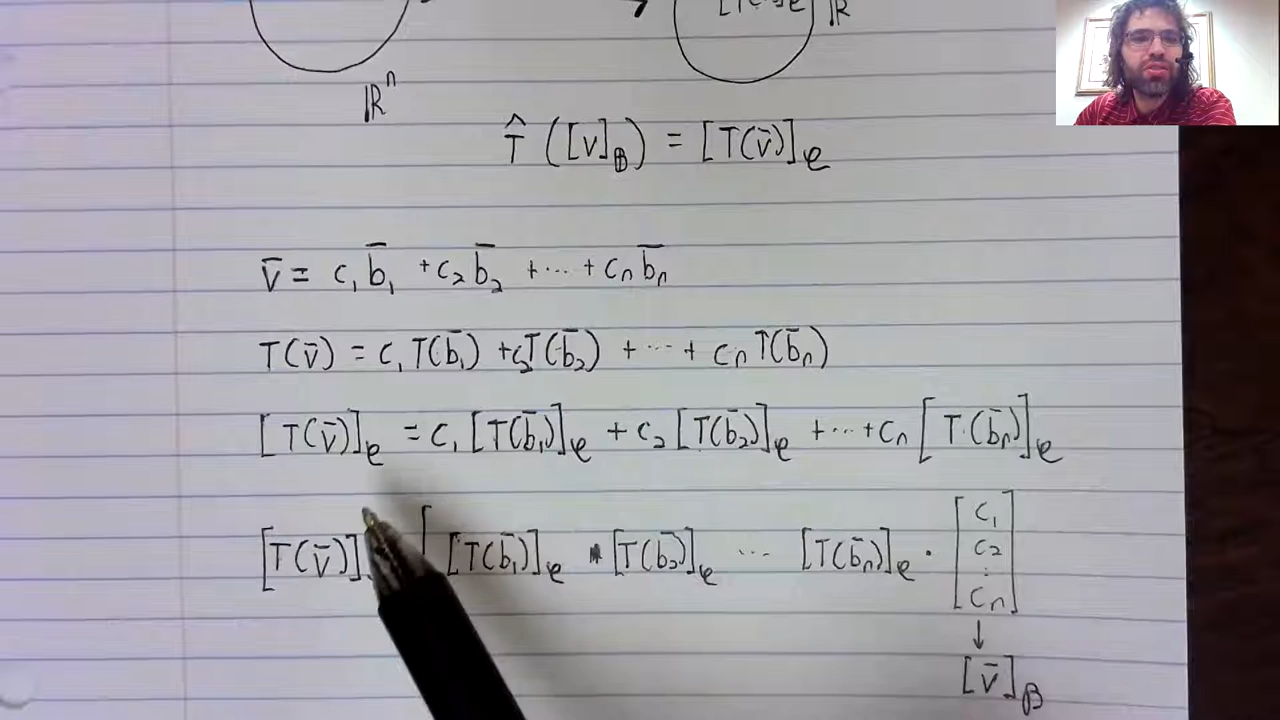 ℝ
ℝⁿ
T̂ ([v]_𝔹) = [T(v̄)]_𝒞
v̄ = c₁b̄₁ + c₂b̄₂ + ··· + cₙb̄ₙ
T(v̄) = c₁T(b̄₁) + c₂T(b̄₂) + ··· + cₙT(b̄ₙ)
[T(v̄)]_𝒞 = c₁[T(b̄₁)]_𝒞 + c₂[T(b̄₂)]_𝒞 + ··· + cₙ[T(b̄ₙ)]_𝒞
[T(v̄)] [ [T(b̄₁)]_𝒞 [T(b̄₂)]_𝒞 ··· [T(b̄ₙ)]_𝒞 · [c₁ c₂ ⋮ cₙ]
↓
[v̄]_β